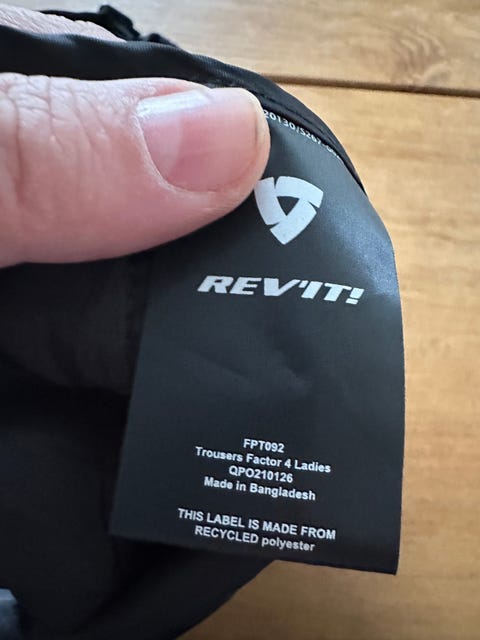 REV'IT!
FPT092
Trousers Factor 4 Ladies
QPO210126
Made in Bangladesh
THIS LABEL IS MADE FROM
RECYCLED polyester